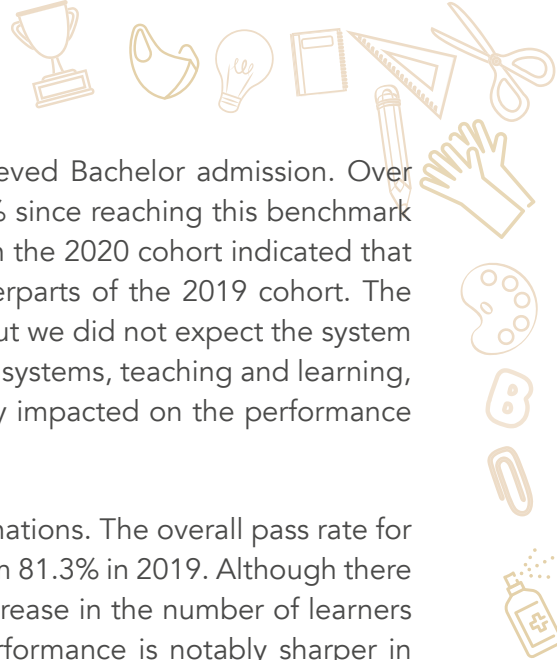 eved Bachelor admission. Over
% since reaching this benchmark
n the 2020 cohort indicated that
erparts of the 2019 cohort. The
ut we did not expect the system
systems, teaching and learning,
y impacted on the performance
nations. The overall pass rate for
m 81.3% in 2019. Although there
crease in the number of learners
rformance is notably sharper in
B